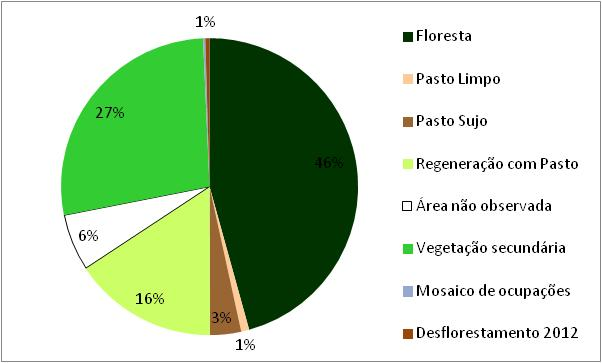 1%
27%
46%
6%
16%
3%
1%
Floresta
Pasto Limpo
Pasto Sujo
Regeneração com Pasto
Área não observada
Vegetação secundária
Mosaico de ocupações
Desflorestamento 2012